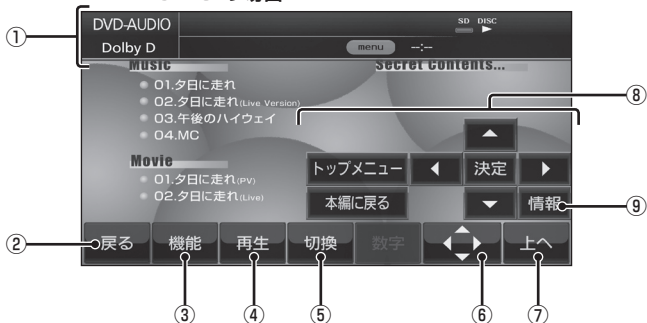 DVD-AUDIO
SD DISC
Dolby D
menu --:--
①
Music
Secret Contents...
01.夕日に走れ
02.夕日に走れ(Live Version)
03.午後のハイウェイ
04.MC
⑧
Movie
01.夕日に走れ(PV)
02.夕日に走れ(Live)
トップメニュー
決定
本編に戻る
情報
⑨
②
戻る
機能
再生
切換
数字
上へ
③
④
⑤
⑥
⑦